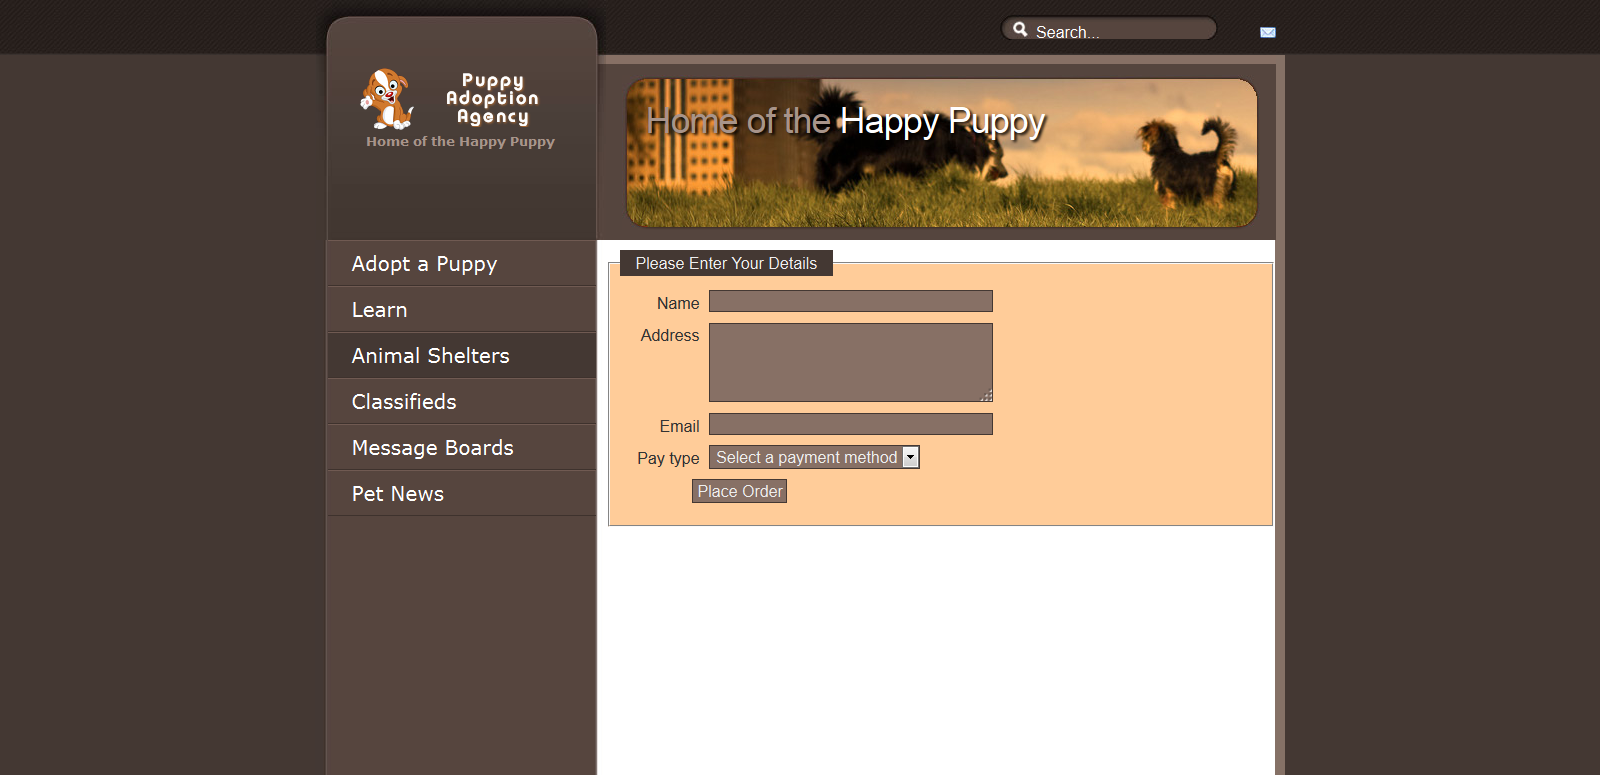 Search...
Puppy
Adoption
Agency
Home of the Happy Puppy
Home of the Happy Puppy
Adopt a Puppy
Learn
Animal Shelters
Classifieds
Message Boards
Pet News
Please Enter Your Details
Name
Address
Email
Pay type Select a payment method
Place Order